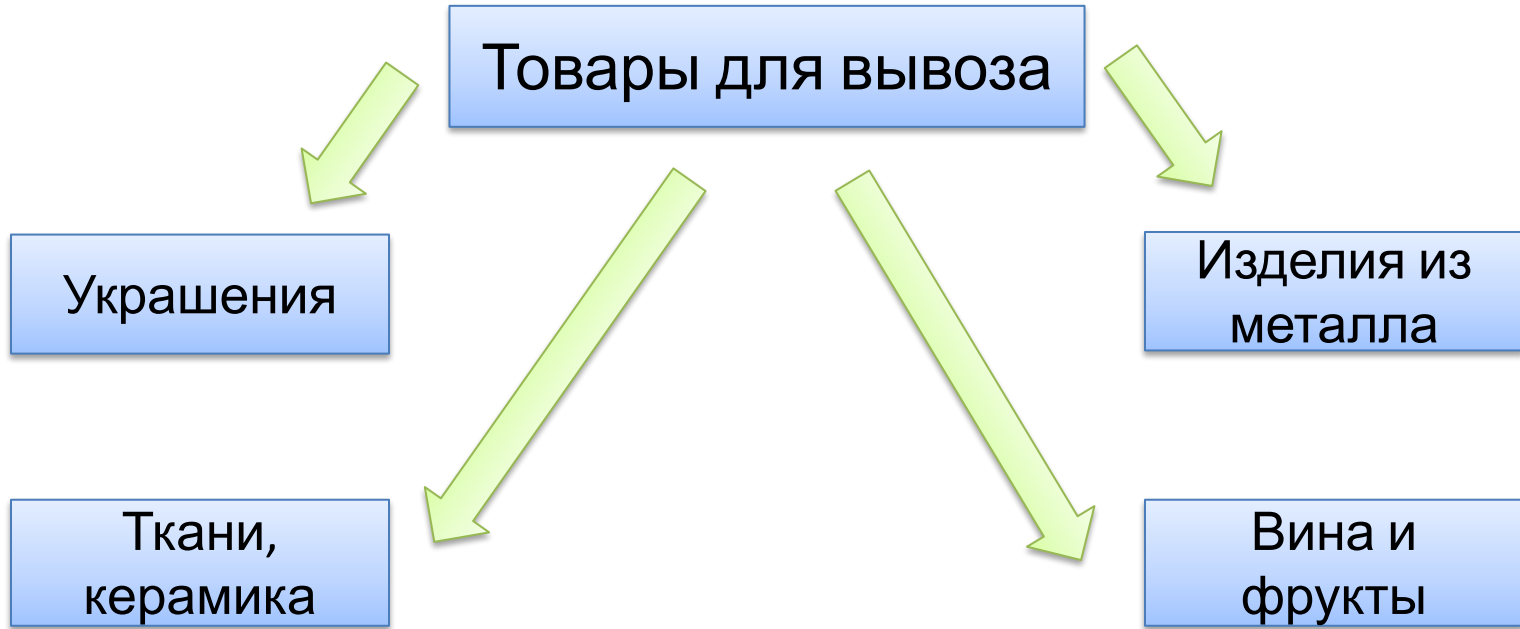 Товары для вывоза
Украшения
Изделия из
металла
Ткани,
керамика
Вина и
фрукты